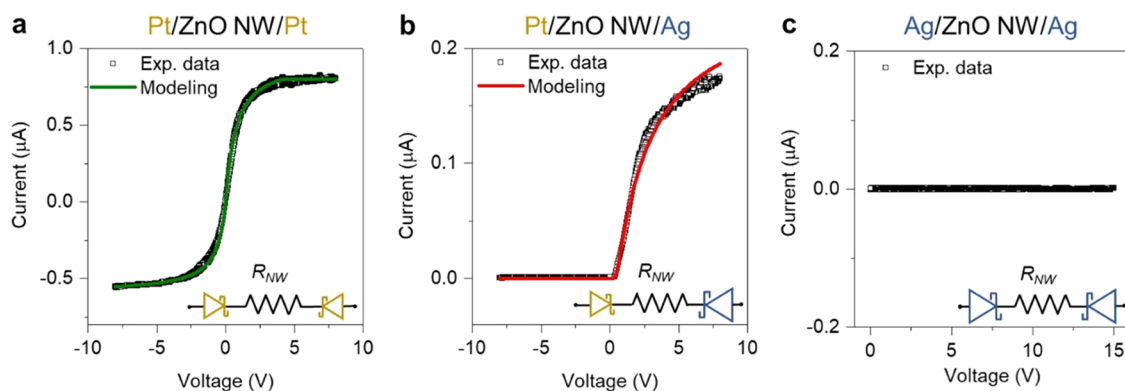 a
Pt/ZnO NW/Pt
1.0
0.5
0.0
-0.5
Current (μA)
Exp. data
Modeling
R_NW
-10
-5
0
5
10
Voltage (V)
b
Pt/ZnO NW/Ag
0.2
0.1
0.0
Current (μA)
Exp. data
Modeling
R_NW
-10
-5
0
5
10
Voltage (V)
c
Ag/ZnO NW/Ag
0.2
0.0
-0.2
Current (μA)
Exp. data
R_NW
0
5
10
15
Voltage (V)